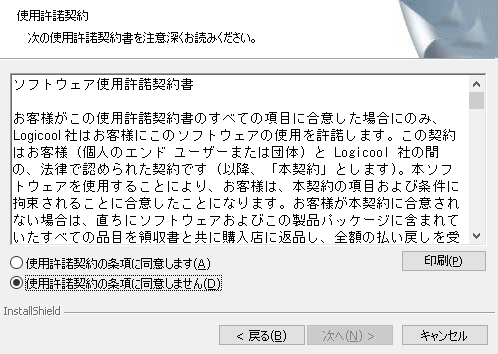 使用許諾契約
次の使用許諾契約書を注意深くお読みください。
ソフトウェア使用許諾契約書
お客様がこの使用許諾契約書のすべての項目に合意した場合にのみ、
Logicool社はお客様にこのソフトウェアの使用を許諾します。この契約
はお客様（個人のエンド ユーザーまたは団体）と Logicool 社の間
の、法律で認められた契約です（以降、「本契約」とします）。本ソフ
トウェアを使用することにより、お客様は、本契約の項目および条件に
拘束されることに合意したことになります。お客様が本契約に合意され
ない場合は、直ちにソフトウェアおよびこの製品パッケージに含まれて
いたすべての品目を領収書と共に購入店に返品し、全額の払い戻しを受
使用許諾契約の条項に同意します(A)
印刷(P)
使用許諾契約の条項に同意しません(D)
InstallShield
< 戻る(B)
次へ(N) >
キャンセル